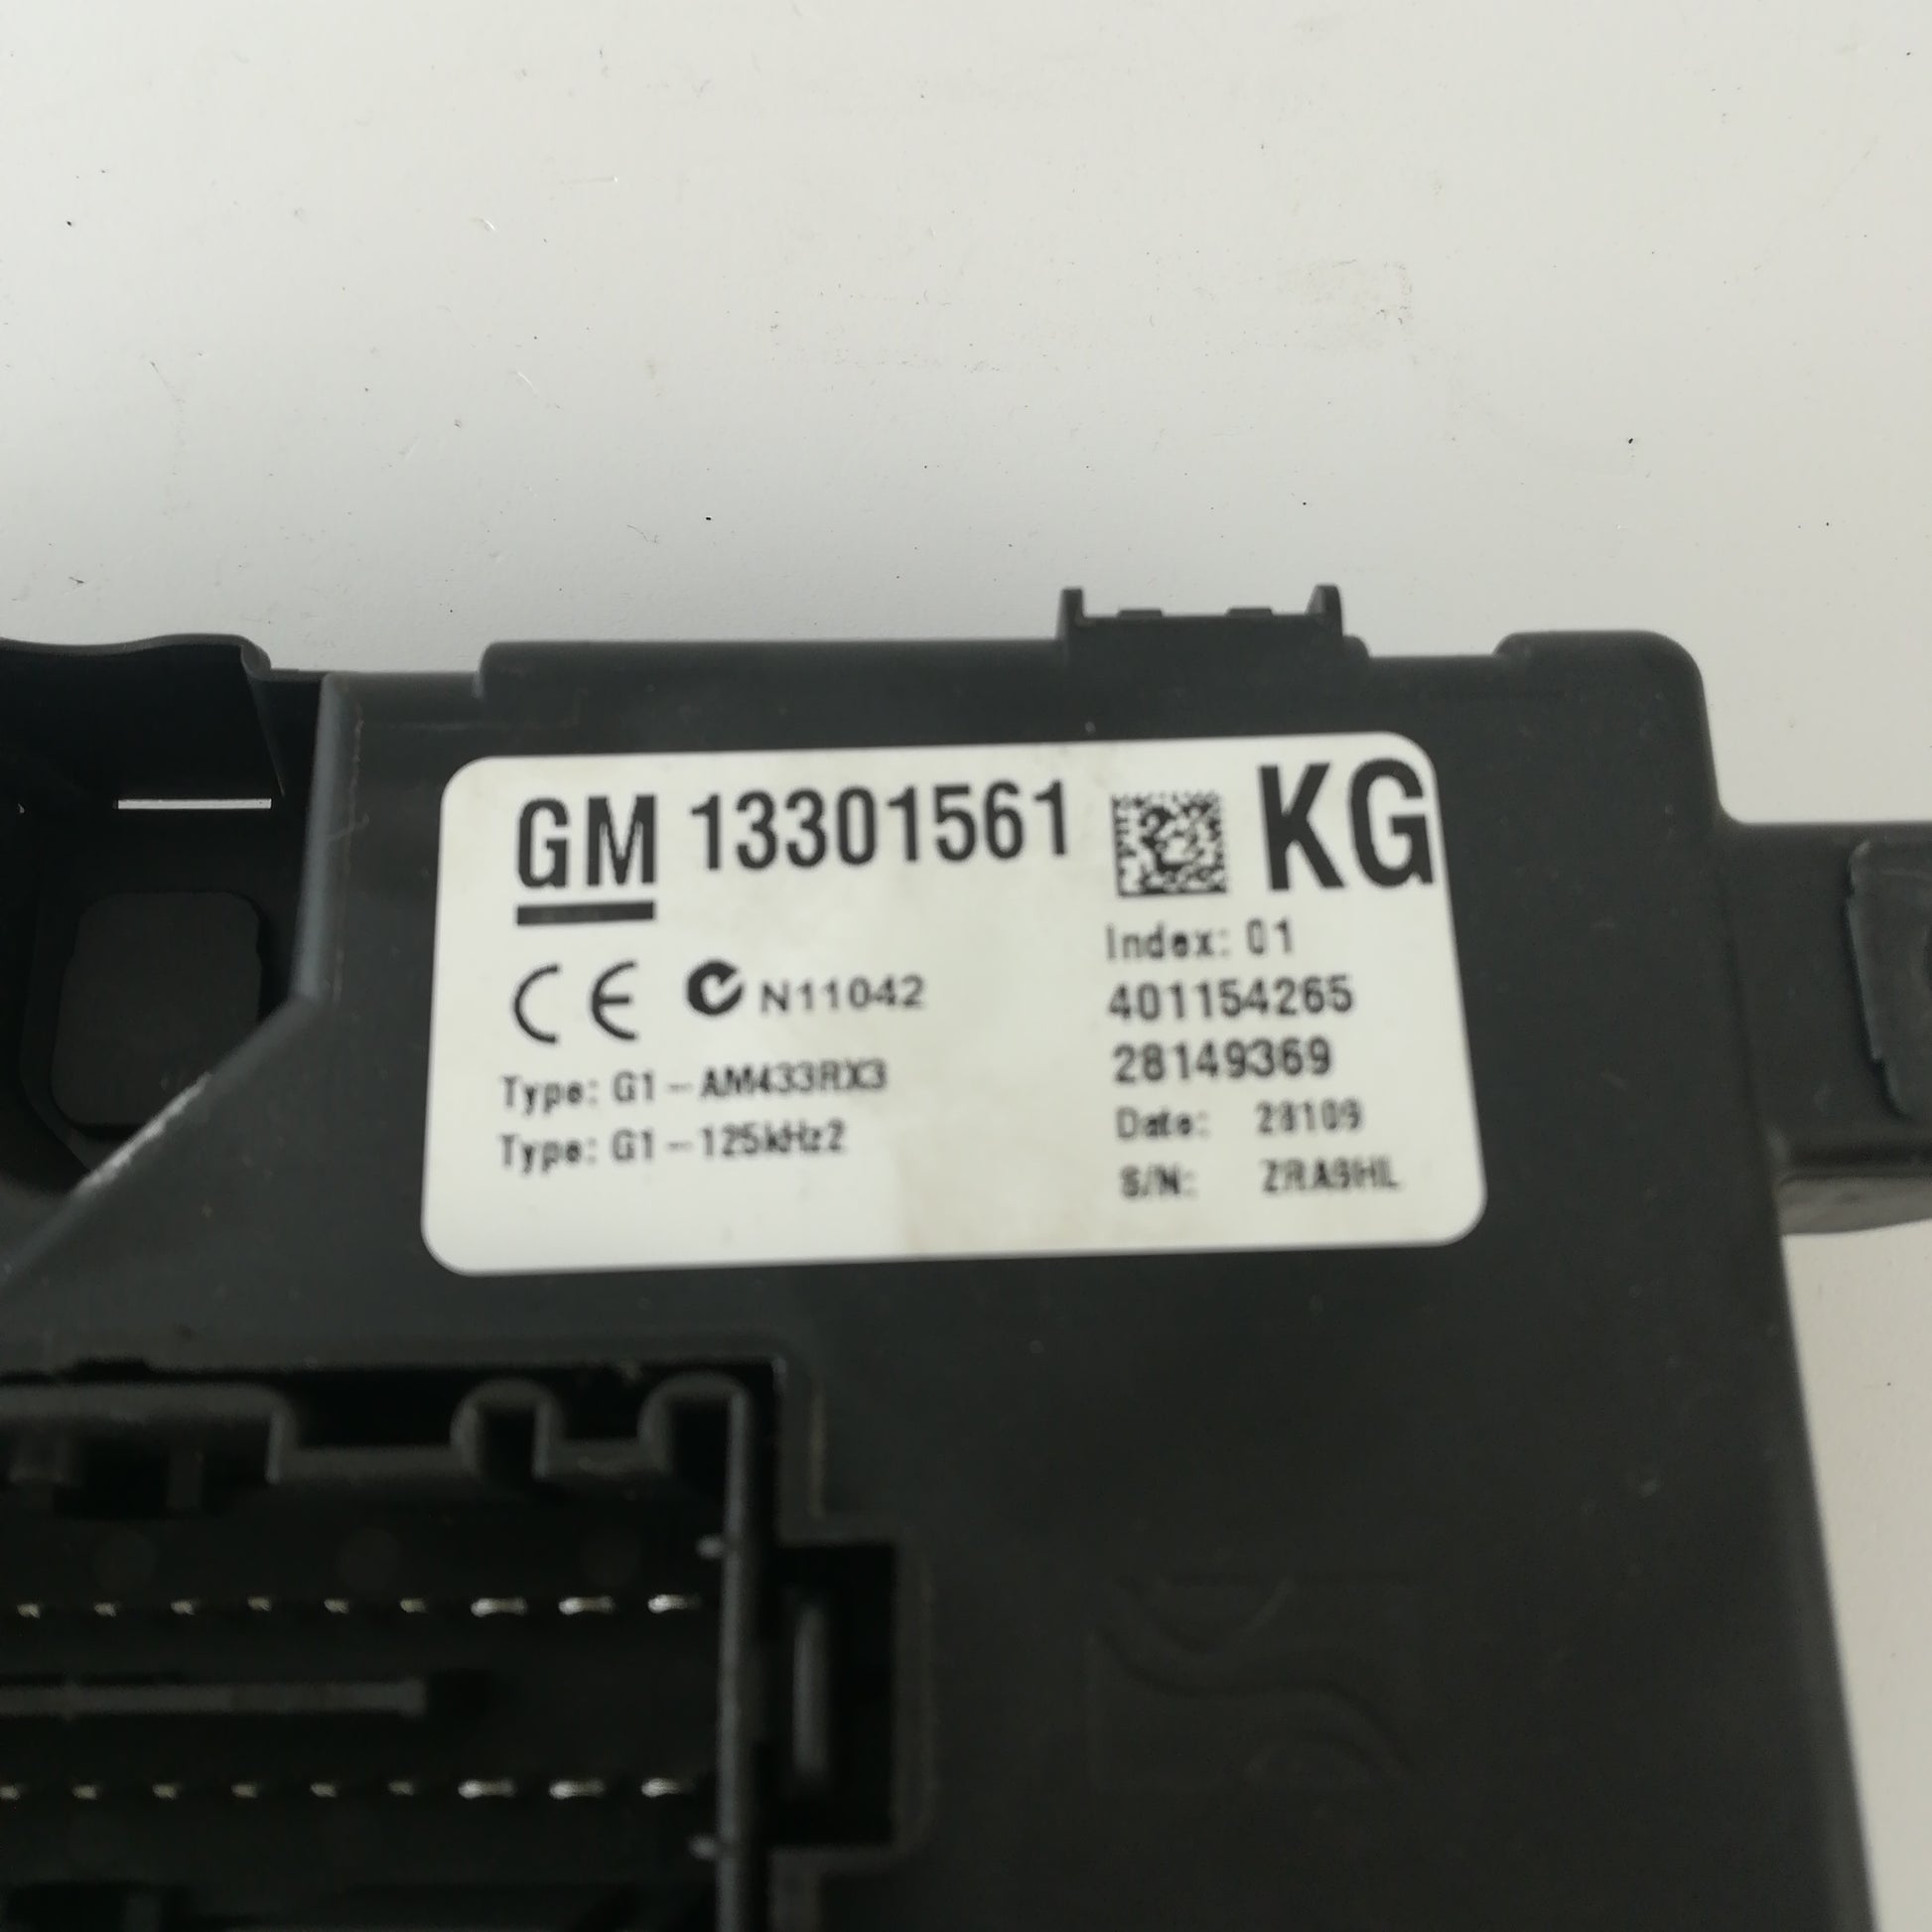 GM 13301561 KG
Index: 01
CE N11042
401154265
28149369
Type: G1-AM433RX3
Date: 28109
Type: G1-125kHz2
S/N: ZRA9HL